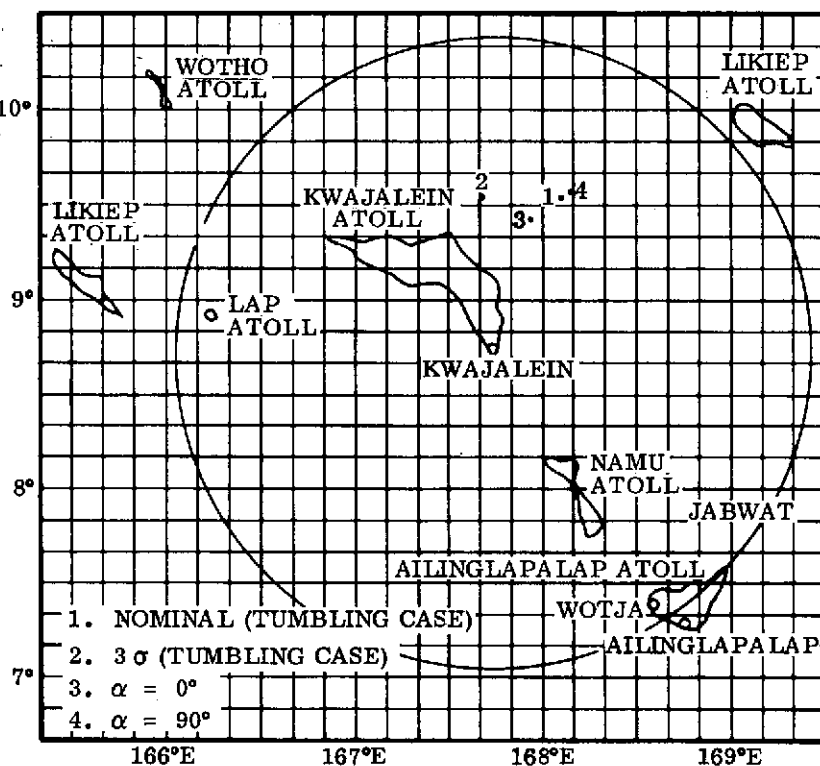 WOTHO
ATOLL
LIKIEP
ATOLL
10°
2
1.
4
3.
KWAJALEIN
ATOLL
LIKIEP
ATOLL
9°
LAP
ATOLL
KWAJALEIN
NAMU
ATOLL
8°
JABWAT
AILINGLAPALAP ATOLL
WOTJA
AILINGLAPALAP
1. NOMINAL (TUMBLING CASE)
2. 3 σ (TUMBLING CASE)
7°
3. α = 0°
4. α = 90°
166°E
167°E
168°E
169°E